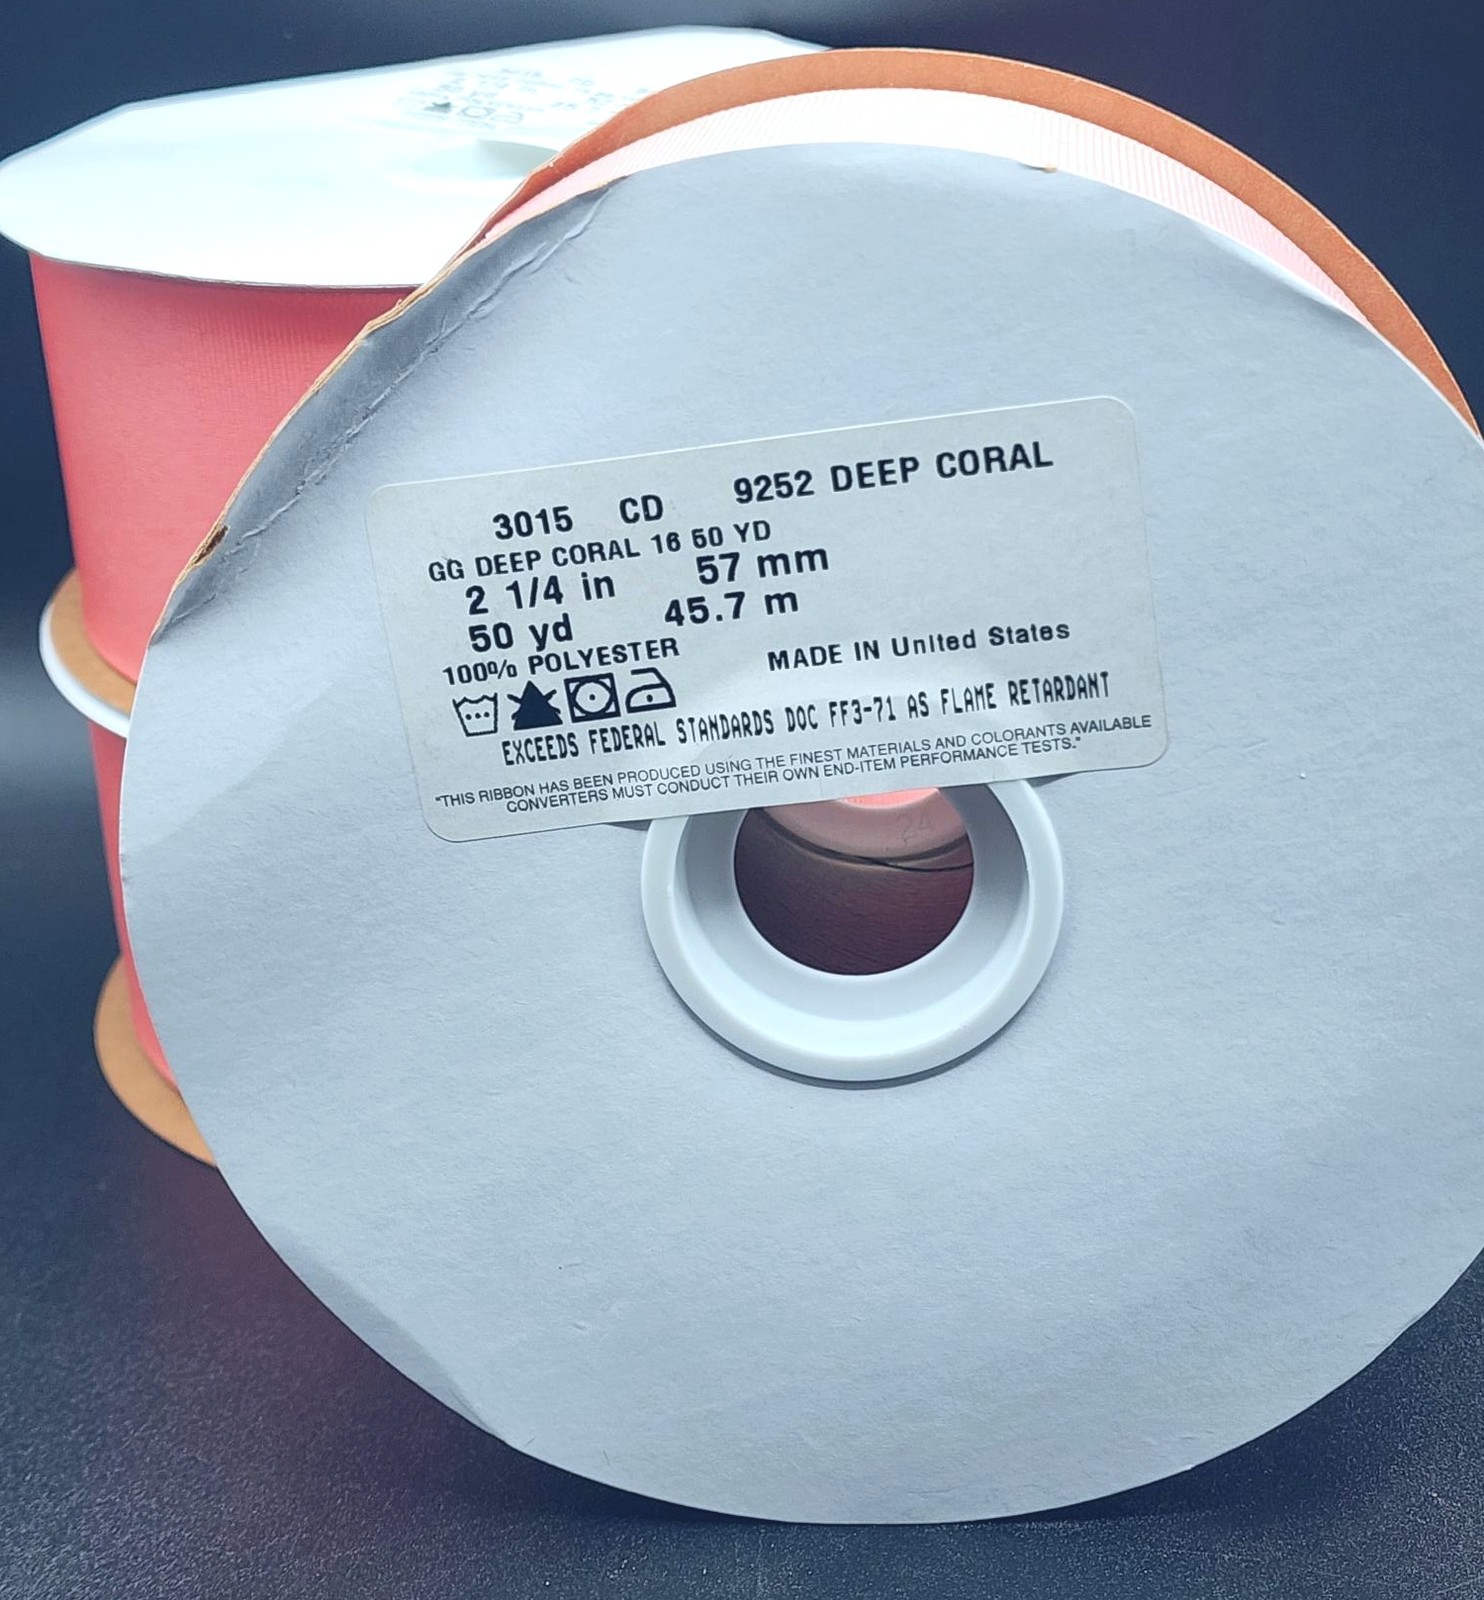 3015 CD 9252 DEEP CORAL
GG DEEP CORAL 16 50 YD
2 1/4 in 57 mm
50 yd 45.7 m
100% POLYESTER MADE IN United States
EXCEEDS FEDERAL STANDARDS DOC FF3-71 AS FLAME RETARDANT
"THIS RIBBON HAS BEEN PRODUCED USING THE FINEST MATERIALS AND COLORANTS AVAILABLE
CONVERTERS MUST CONDUCT THEIR OWN END-ITEM PERFORMANCE TESTS."
24